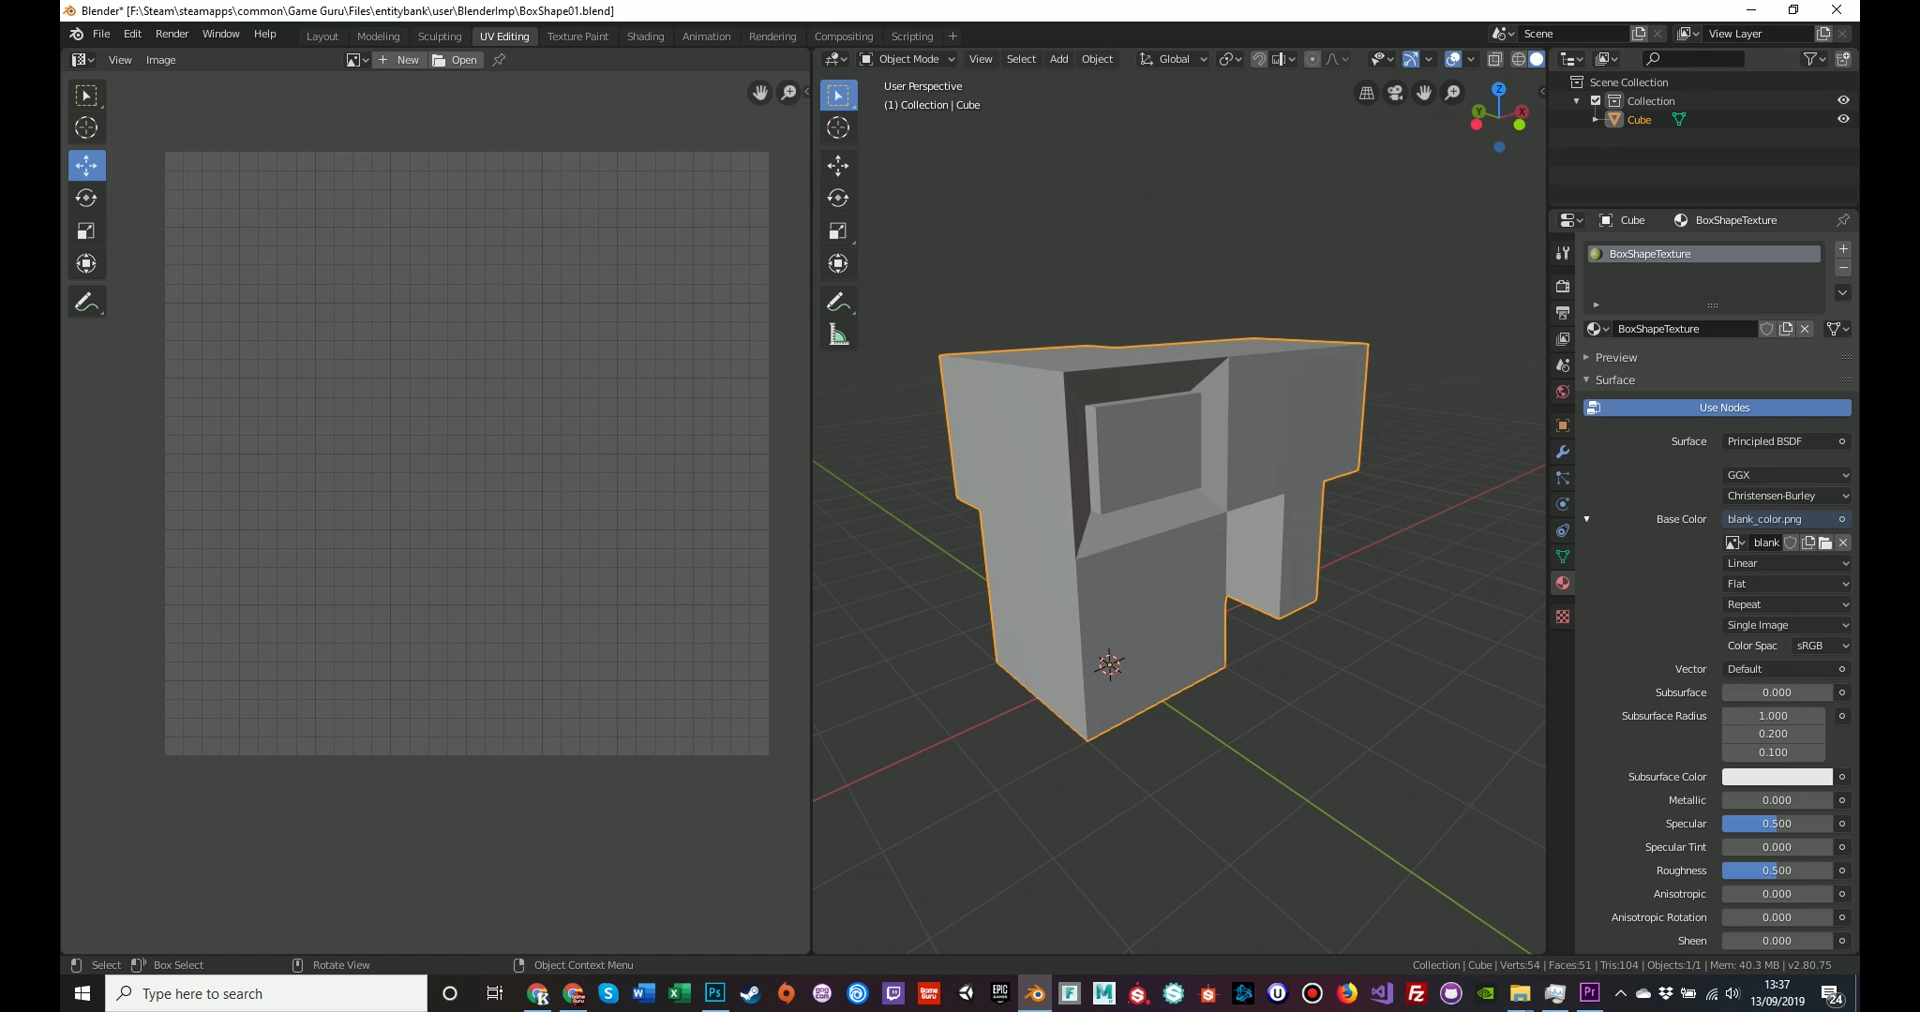 Blender* [F:\Steam\steamapps\common\Game Guru\Files\entitybank\user\BlenderImp\BoxShape01.blend]
File Edit Render Window Help Layout Modeling Sculpting UV Editing Texture Paint Shading Animation Rendering Compositing Scripting + Scene View Layer
View Image New Open Object Mode View Select Add Object Global
User Perspective
(1) Collection | Cube
Z
Y
X
Scene Collection
Collection
Cube
Cube BoxShapeTexture
BoxShapeTexture
BoxShapeTexture
Preview
Surface
Use Nodes
Surface Principled BSDF
GGX
Christensen-Burley
Base Color blank_color.png
blank
Linear
Flat
Repeat
Single Image
Color Spac sRGB
Vector Default
Subsurface 0.000
Subsurface Radius 1.000
0.200
0.100
Subsurface Color
Metallic 0.000
Specular 0.500
Specular Tint 0.000
Roughness 0.500
Anisotropic 0.000
Anisotropic Rotation 0.000
Sheen 0.000
Select Box Select Rotate View Object Context Menu Collection | Cube | Verts:54 | Faces:51 | Tris:104 | Objects:1/1 | Mem: 40.3 MB | v2.80.75
Type here to search
13:37
13/09/2019
24